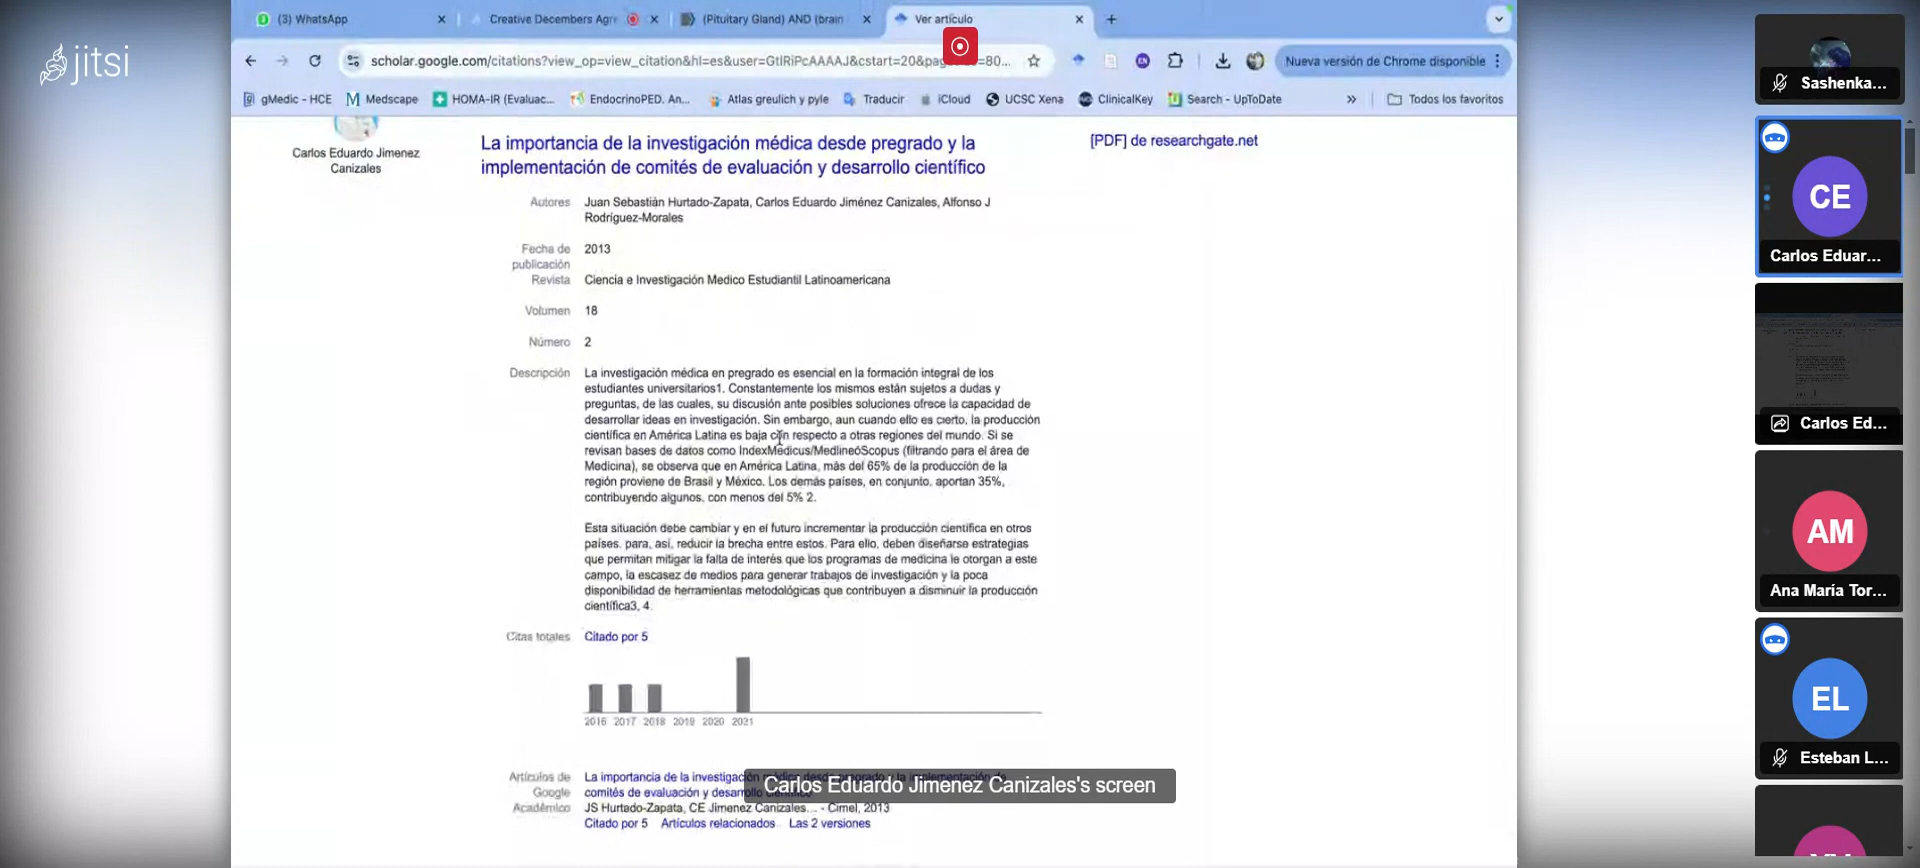 jitsi
(3) WhatsApp
Creative Decembers Agre
(Pituitary Gland) AND (brain
Ver artículo
scholar.google.com/citations?view_op=view_citation&hl=es&user=GtIRiPcAAAAJ&cstart=20&pag =80...
Nueva versión de Chrome disponible
gMedic - HCE
Medscape
HOMA-IR (Evaluac...
EndocrinoPED. An...
Atlas greulich y pyle
Traducir
iCloud
UCSC Xena
ClinicalKey
Search - UpToDate
Todos los favoritos
Carlos Eduardo Jimenez
Canizales
La importancia de la investigación médica desde pregrado y la
implementación de comités de evaluación y desarrollo científico
[PDF] de researchgate.net
Autores
Juan Sebastián Hurtado-Zapata, Carlos Eduardo Jiménez Canizales, Alfonso J
Rodríguez-Morales
Fecha de
publicación
2013
Revista
Ciencia e Investigación Medico Estudiantil Latinoamericana
Volumen
18
Número
2
Descripción
La investigación médica en pregrado es esencial en la formación integral de los
estudiantes universitarios1. Constantemente los mismos están sujetos a dudas y
preguntas, de las cuales, su discusión ante posibles soluciones ofrece la capacidad de
desarrollar ideas en investigación. Sin embargo, aun cuando ello es cierto, la producción
científica en América Latina es baja con respecto a otras regiones del mundo. Si se
revisan bases de datos como IndexMedicus/MedlineóScopus (filtrando para el área de
Medicina), se observa que en América Latina, más del 65% de la producción de la
región proviene de Brasil y México. Los demás países, en conjunto, aportan 35%,
contribuyendo algunos, con menos del 5% 2.
Esta situación debe cambiar y en el futuro incrementar la producción científica en otros
países. para, así, reducir la brecha entre estos. Para ello, deben diseñarse estrategias
que permitan mitigar la falta de interés que los programas de medicina le otorgan a este
campo, la escasez de medios para generar trabajos de investigación y la poca
disponibilidad de herramientas metodológicas que contribuyen a disminuir la producción
científica3, 4.
Citas totales
Citado por 5
2016 2017 2018 2019 2020 2021
Artículos de
Google
Académico
La importancia de la investigación médica desde pregrado y la implementación de
comités de evaluación y desarrollo científico
JS Hurtado-Zapata, CE Jimenez Canizales... - Cimel, 2013
Citado por 5 Artículos relacionados Las 2 versiones
Carlos Eduardo Jimenez Canizales's screen
Sashenka...
CE
Carlos Eduar...
Carlos Ed...
AM
Ana María Tor...
EL
Esteban L...